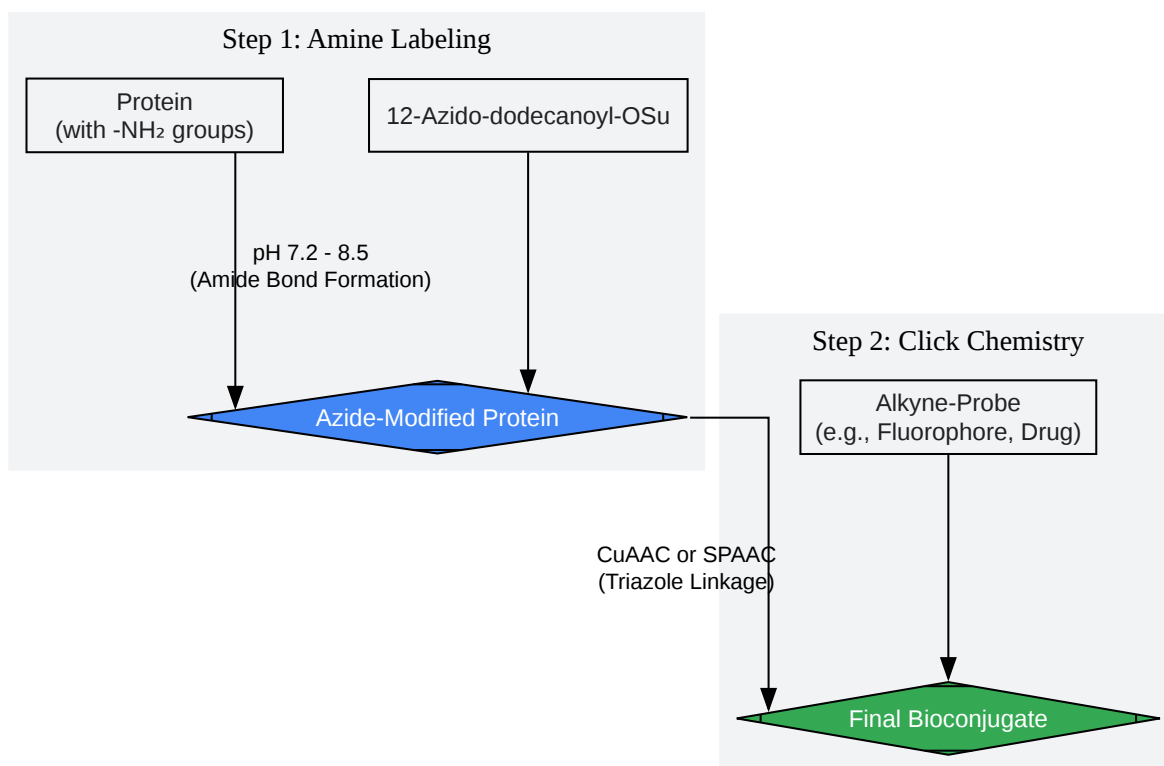 Step 1: Amine Labeling
Protein
(with -NH₂ groups)
12-Azido-dodecanoyl-OSu
pH 7.2 - 8.5
(Amide Bond Formation)
Azide-Modified Protein
Step 2: Click Chemistry
Alkyne-Probe
(e.g., Fluorophore, Drug)
CuAAC or SPAAC
(Triazole Linkage)
Final Bioconjugate